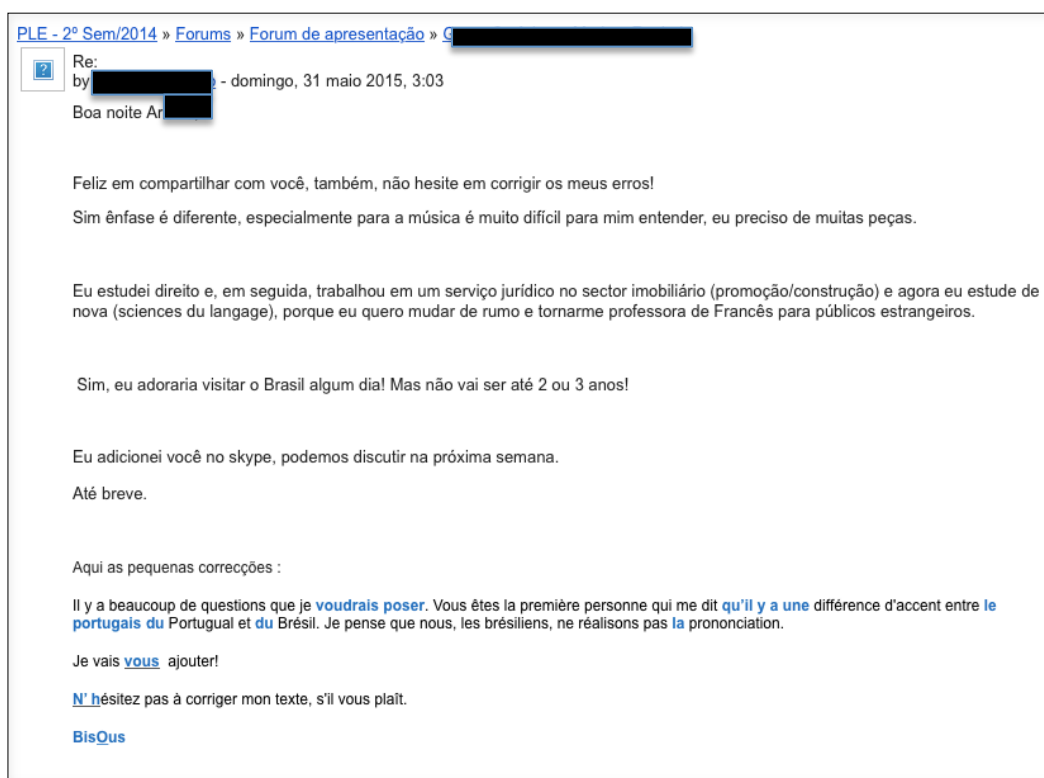 PLE - 2º Sem/2014 » Forums » Forum de apresentação »
Re:
by - domingo, 31 maio 2015, 3:03
Boa noite Ar
Feliz em compartilhar com você, também, não hesite em corrigir os meus erros!
Sim ênfase é diferente, especialmente para a música é muito difícil para mim entender, eu preciso de muitas peças.
Eu estudei direito e, em seguida, trabalhou em um serviço jurídico no sector imobiliário (promoção/construção) e agora eu estude de
nova (sciences du langage), porque eu quero mudar de rumo e tornarme professora de Francês para públicos estrangeiros.
Sim, eu adoraria visitar o Brasil algum dia! Mas não vai ser até 2 ou 3 anos!
Eu adicionei você no skype, podemos discutir na próxima semana.
Até breve.
Aqui as pequenas correcções :
Il y a beaucoup de questions que je voudrais poser. Vous êtes la première personne qui me dit qu'il y a une différence d'accent entre le
portugais du Portugual et du Brésil. Je pense que nous, les brésiliens, ne réalisons pas la prononciation.
Je vais vous ajouter!
N' hésitez pas à corriger mon texte, s'il vous plaît.
BisOus